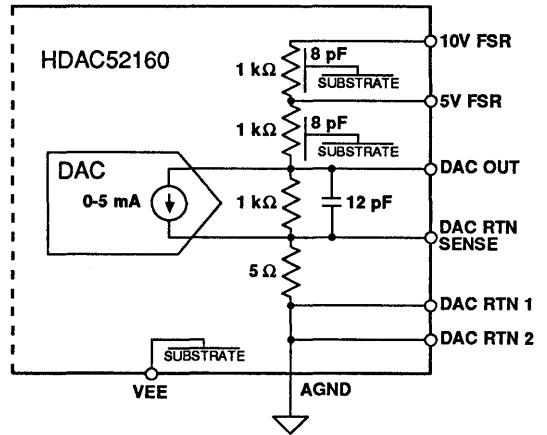 10V FSR
HDAC52160
8 pF
1 kΩ
SUBSTRATE
5V FSR
8 pF
1 kΩ
SUBSTRATE
DAC OUT
DAC
0-5 mA
1 kΩ
12 pF
DAC RTN
SENSE
5 Ω
DAC RTN 1
DAC RTN 2
SUBSTRATE
VEE
AGND